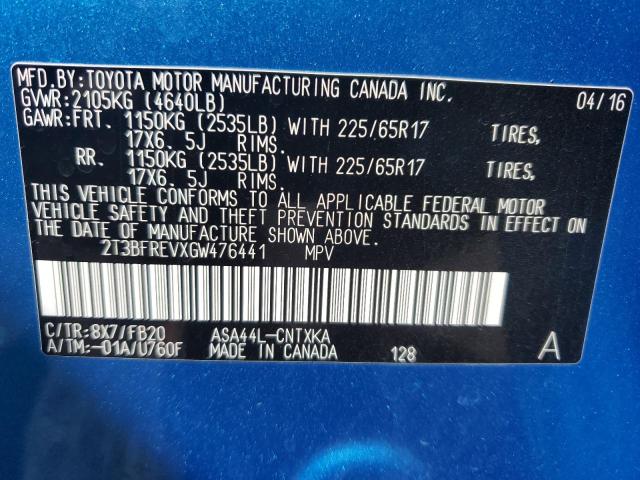 MFD.BY:TOYOTA MOTOR MANUFACTURING CANADA INC. 04/16
GVWR:2105KG (4640LB)
GAWR:FRT. 1150KG (2535LB) WITH 225/65R17 TIRES,
17X6. 5J RIMS.
RR. 1150KG (2535LB) WITH 225/65R17 TIRES,
17X6. 5J RIMS.
THIS VEHICLE CONFORMS TO ALL APPLICABLE FEDERAL MOTOR
VEHICLE SAFETY AND THEFT PREVENTION STANDARDS IN EFFECT ON
THE DATE OF MANUFACTURE SHOWN ABOVE.
2T3BFREVXGW476441 MPV
C/TR:8X7/FB20 ASA44L-CNTXKA
A/TM:-01A/U760F MADE IN CANADA 128 A